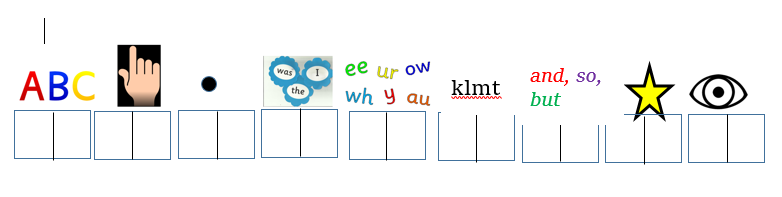 ABC
was
I
the
ee ur ow
wh y au
klmt
and, so,
but